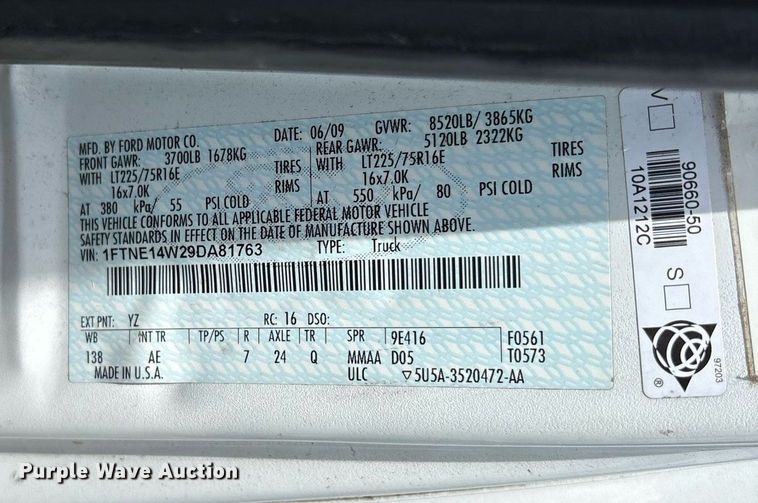 MFD. BY FORD MOTOR CO. DATE: 06/09 GVWR: 8520LB/ 3865KG
FRONT GAWR: 3700LB 1678KG REAR GAWR: 5120LB 2322KG
WITH LT225/75R16E TIRES WITH LT225/75R16E TIRES
16x7.0K RIMS 16x7.0K RIMS
AT 380 kPa/ 55 PSI COLD AT 550 kPa/ 80 PSI COLD
THIS VEHICLE CONFORMS TO ALL APPLICABLE FEDERAL MOTOR VEHICLE
SAFETY STANDARDS IN EFFECT ON THE DATE OF MANUFACTURE SHOWN ABOVE.
VIN: 1FTNE14W29DA81763 TYPE: Truck
EXT PNT: YZ RC: 16 DSO:
WB INT TR TP/PS R AXLE TR SPR 9E416 F0561
138 AE 7 24 Q MMAA D05 T0573
MADE IN U.S.A. ULC ▽5U5A-3520472-AA
V
90660-50
10A1212C
S
®
97203
Purple Wave Auction